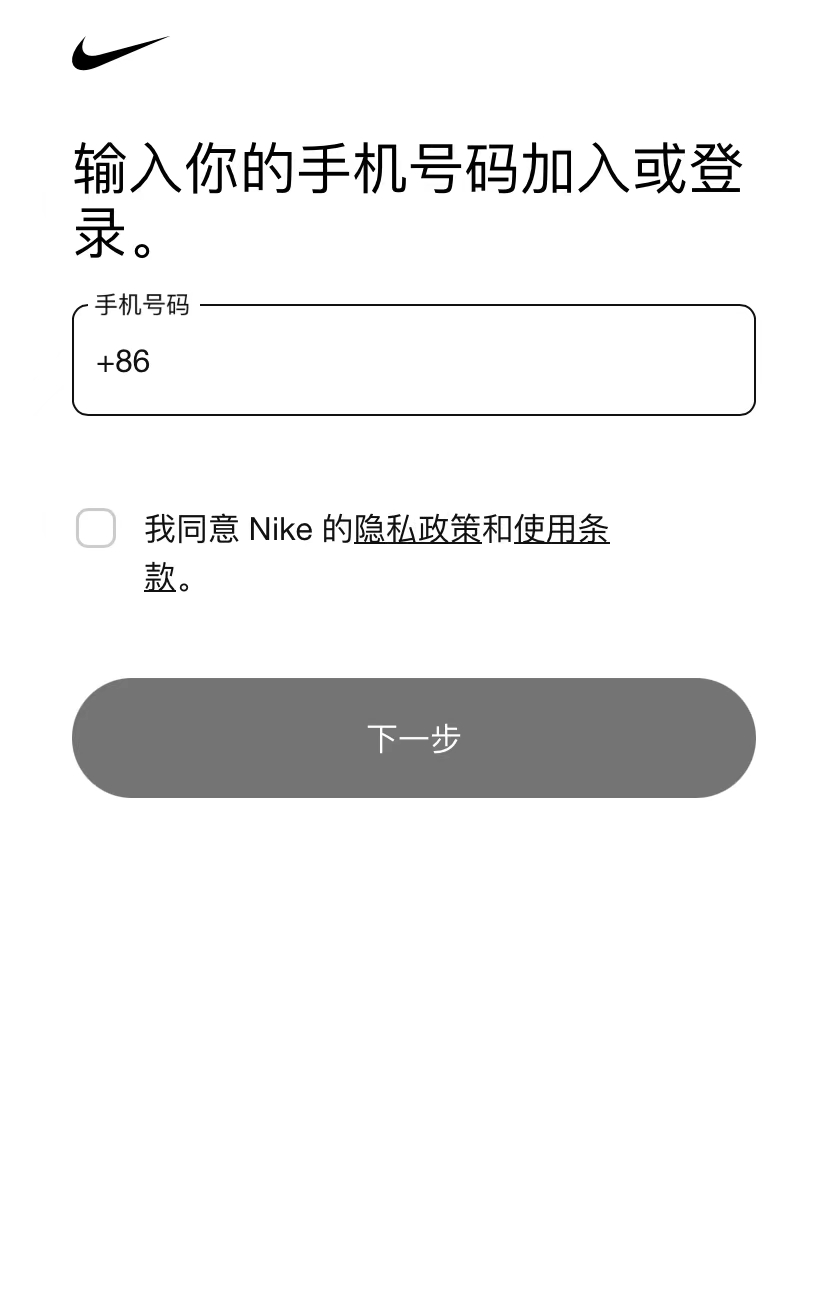 输入你的手机号码加入或登
录。
手机号码
+86
我同意 Nike 的隐私政策和使用条
款。
下一步